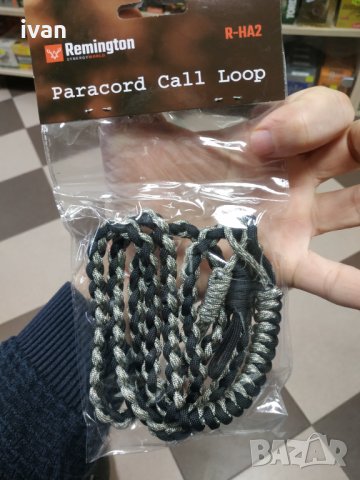 ivan
Remington
R-HA2
Paracord Call Loop
BAZAR